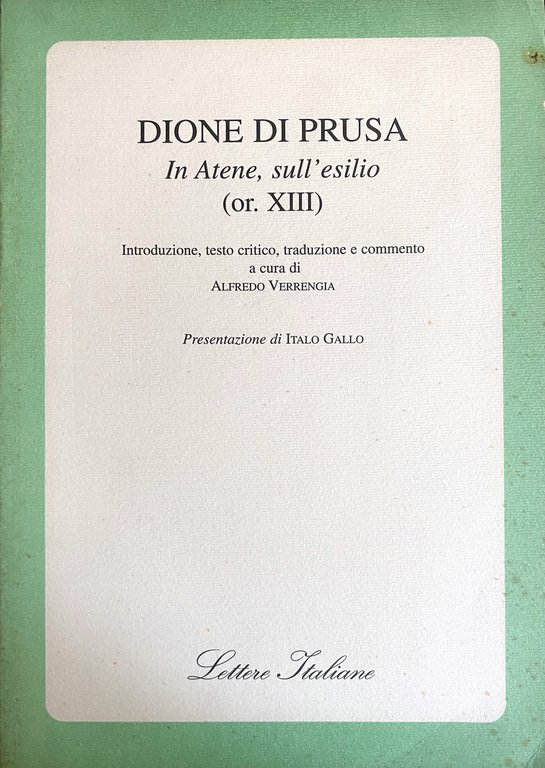 DIONE DI PRUSA
In Atene, sull'esilio
(or. XIII)
Introduzione, testo critico, traduzione e commento
a cura di
ALFREDO VERRENGIA
Presentazione di ITALO GALLO
Lettere Italiane